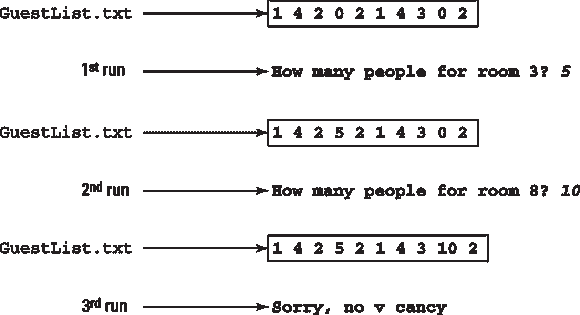 GuestList.txt 1 4 2 0 2 1 4 3 0 2
1st run How many people for room 3? 5
GuestList.txt 1 4 2 5 2 1 4 3 0 2
2nd run How many people for room 8? 10
GuestList.txt 1 4 2 5 2 1 4 3 10 2
3rd run Sorry, no v cancy